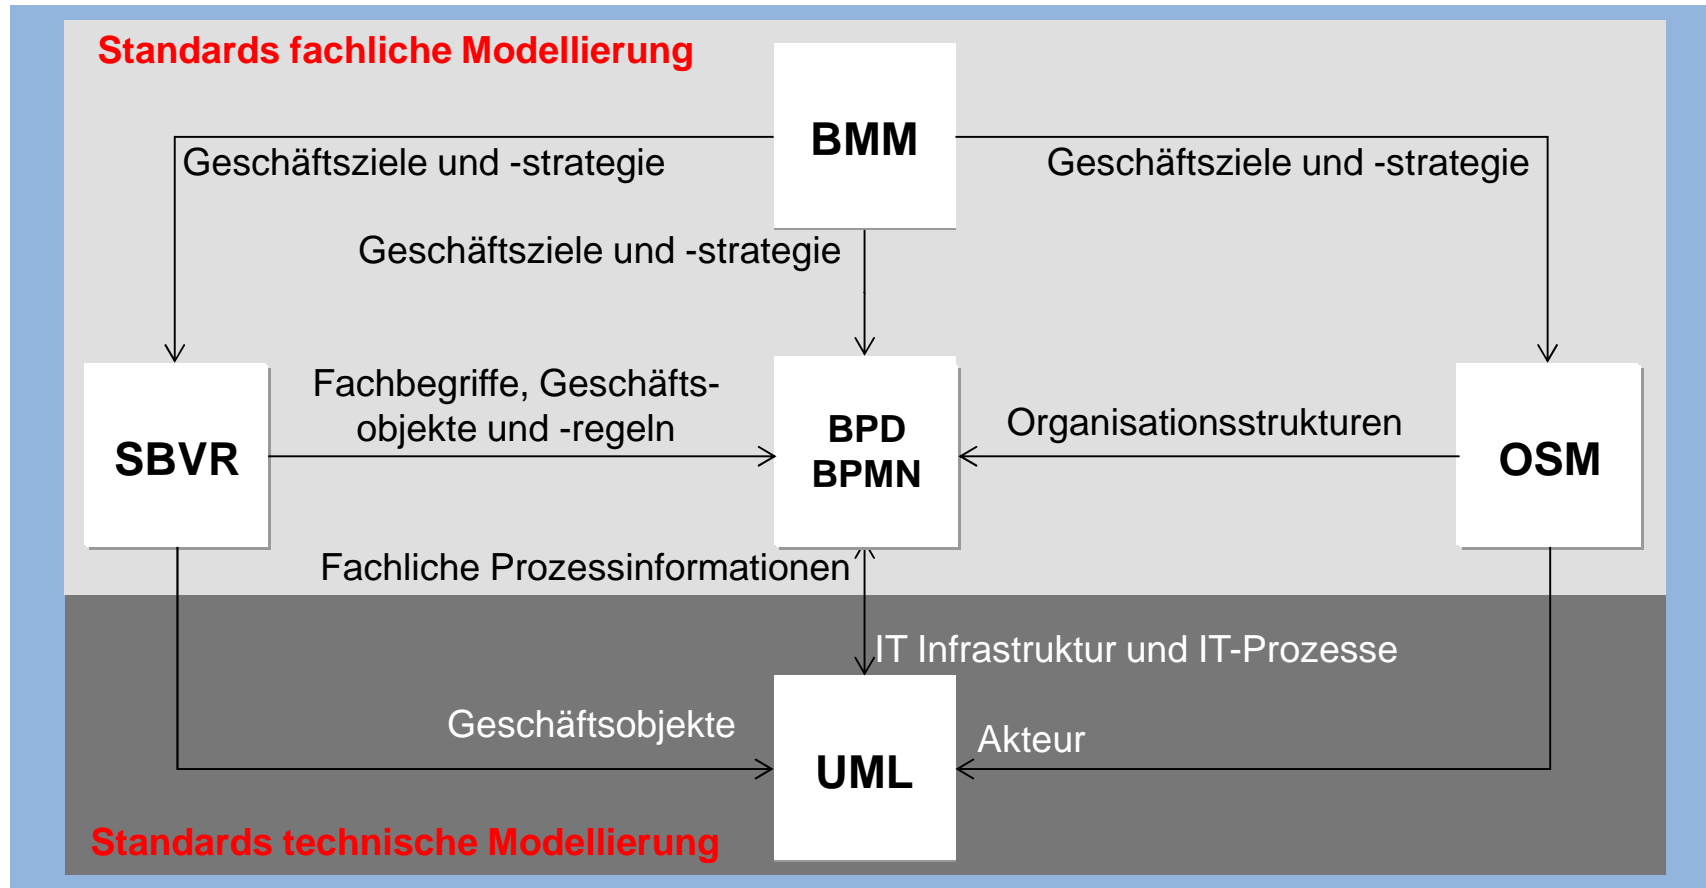 Standards fachliche Modellierung
BMM
Geschäftsziele und -strategie
Geschäftsziele und -strategie
Geschäftsziele und -strategie
Fachbegriffe, Geschäfts-
objekte und -regeln
Organisationsstrukturen
SBVR
BPD
BPMN
OSM
Fachliche Prozessinformationen
IT Infrastruktur und IT-Prozesse
Geschäftsobjekte
Akteur
UML
Standards technische Modellierung